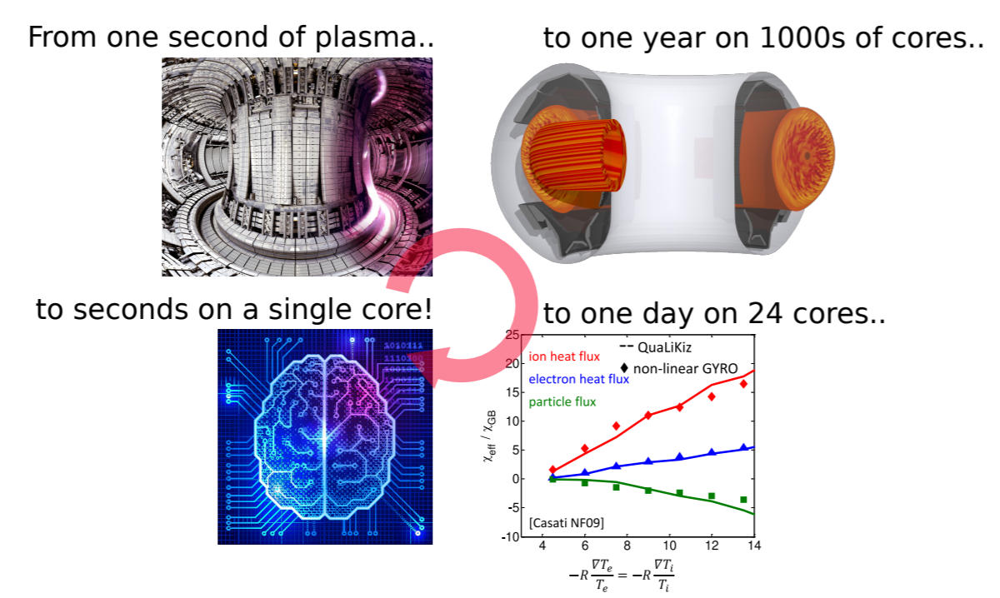 From one second of plasma..
to one year on 1000s of cores..
to seconds on a single core!
1010111
to one day on 24 cores..
25
20
15
10
5
0
-5
-10
χeff / χGB
-- QuaLiKiz
ion heat flux
♦ non-linear GYRO
electron heat flux
particle flux
[Casati NF09]
4 6 8 10 12 14
−R ∇Te/Te = −R ∇Ti/Ti